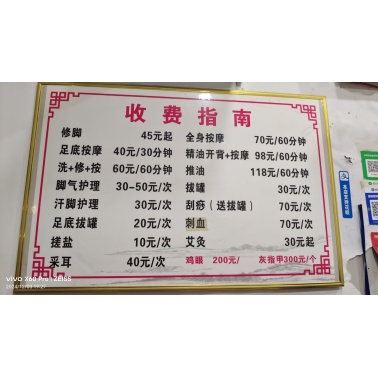 收费指南
修脚 45元起
足底按摩 40元/30分钟
洗+修+按 60元/60分钟
脚气护理 30-50元/次
汗脚护理 30元/次
足底拔罐 20元/次
搓盐 10元/次
采耳 40元/次
全身按摩 70元/60分钟
精油开背+按摩 98元/60分钟
推油 118元/60分钟
拔罐 30元/次
刮痧(送拔罐) 70元/次
刺血 70元/次
艾灸 30元起
鸡眼 200元/ 灰指甲300元/个
vivo X60 Pro | ZEISS